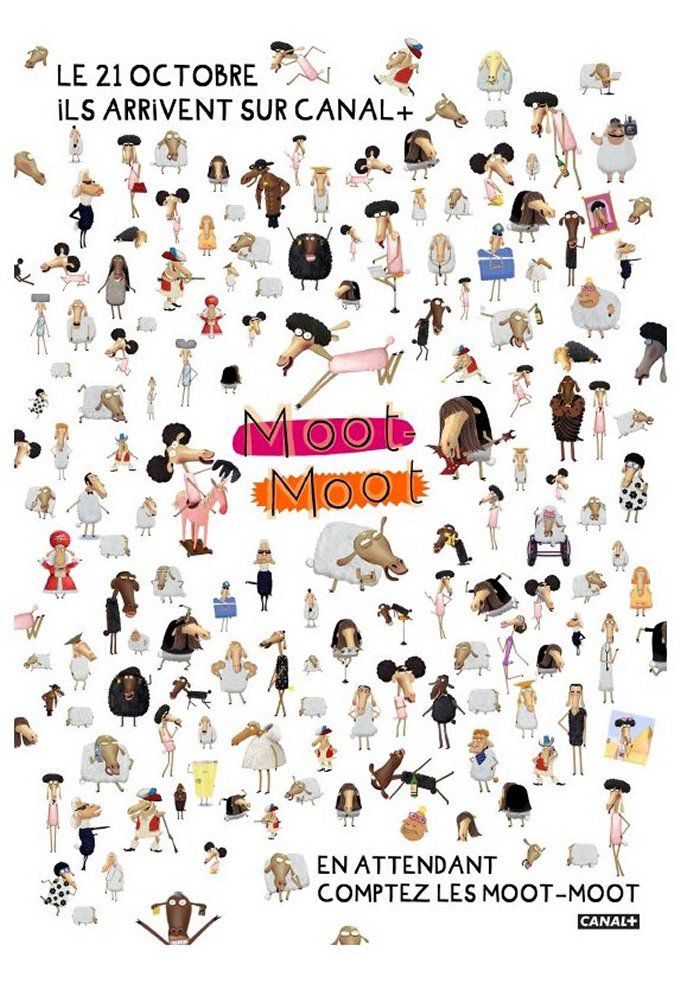 LE 21 OCTOBRE
iLS ARRiVENT SUR CANAL+
MOOT-
MOOT
EN ATTENDANT
COMPTEZ LES MOOT-MOOT
CANAL+